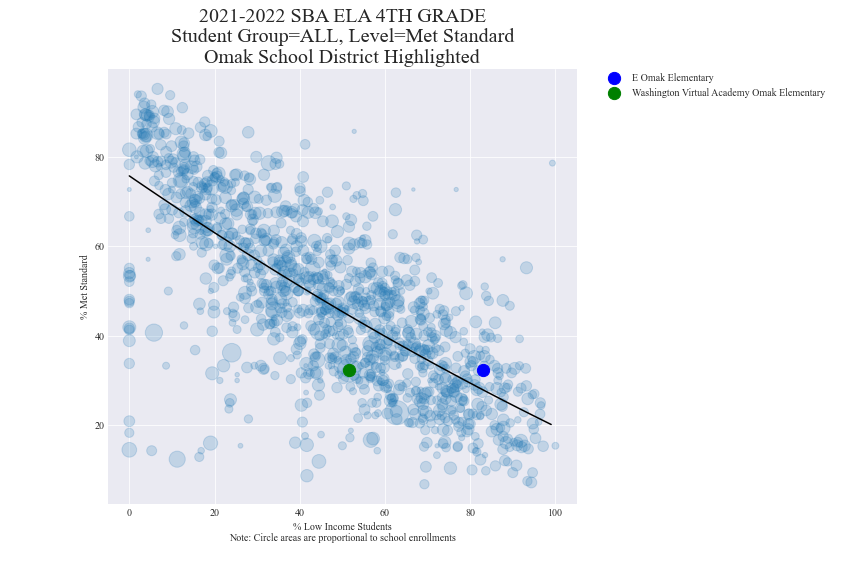 2021-2022 SBA ELA 4TH GRADE
Student Group=ALL, Level=Met Standard
Omak School District Highlighted
E Omak Elementary
Washington Virtual Academy Omak Elementary
% Met Standard
80
60
40
20
0 20 40 60 80 100
% Low Income Students
Note: Circle areas are proportional to school enrollments